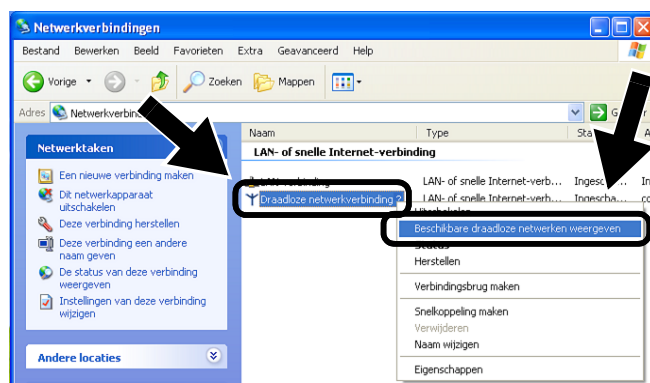 Netwerkverbindingen
Bestand Bewerken Beeld Favorieten Extra Geavanceerd Help
Vorige Zoeken Mappen
Adres
Naam Type
Netwerktaken
LAN- of snelle Internet-verbinding
Een nieuwe verbinding maken
Dit netwerkapparaat
uitschakelen
Deze verbinding herstellen
Deze verbinding een andere
naam geven
De status van deze verbinding
weergeven
Instellingen van deze verbinding
wijzigen
Andere locaties
LAN- of snelle Internet-verb...
Draadloze netwerkverbinding 2 LAN- of snelle Internet-verb... Ingescha...
Uitschakelen
Beschikbare draadloze netwerken weergeven
Status
Herstellen
Verbindingsbrug maken
Snelkoppeling maken
Verwijderen
Naam wijzigen
Eigenschappen